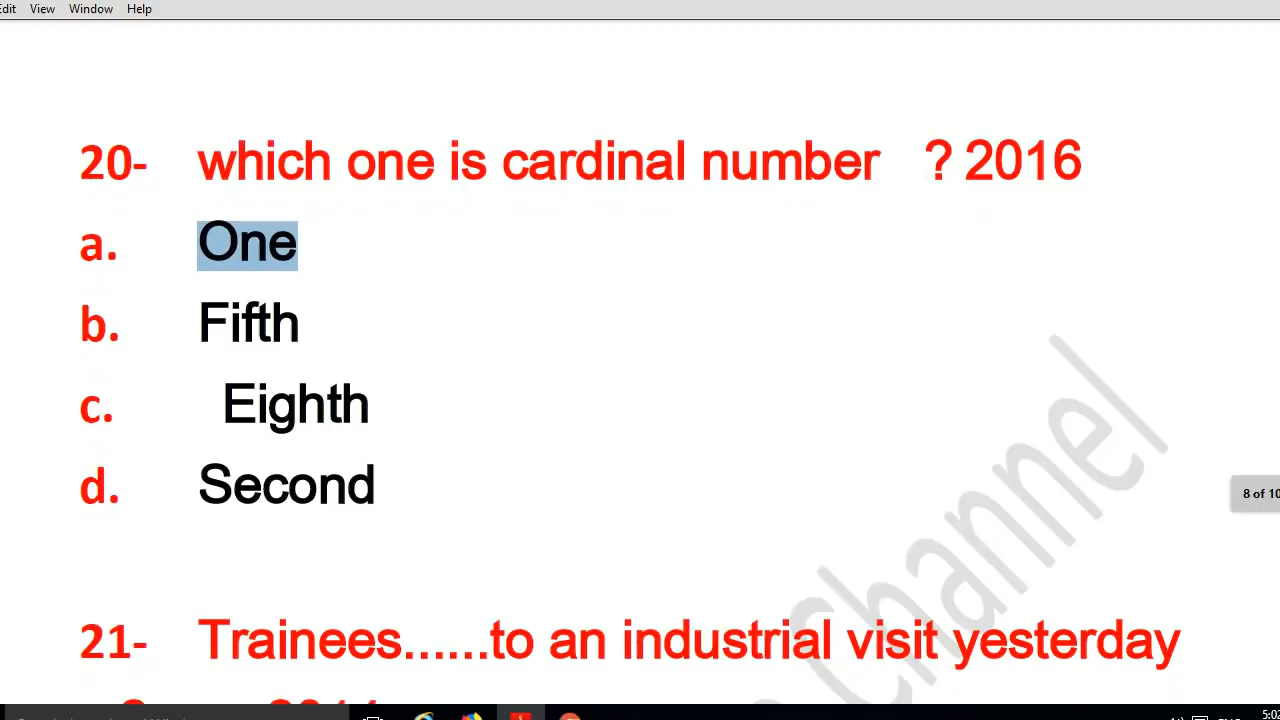 Edit View Window Help
20- which one is cardinal number ? 2016
a. One
b. Fifth
c. Eighth
d. Second
8 of 10
21- Trainees......to an industrial visit yesterday
Channel